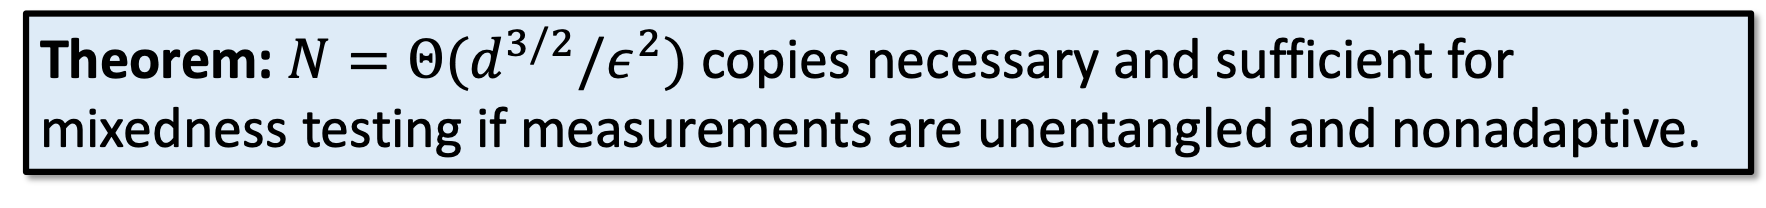 Theorem: N = Θ(d^{3/2}/ϵ^2) copies necessary and sufficient for
mixedness testing if measurements are unentangled and nonadaptive.